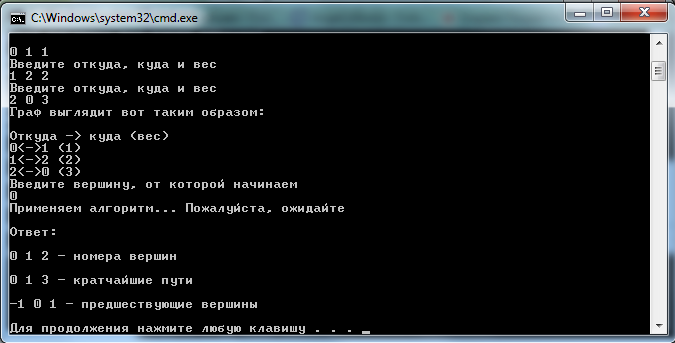 C:\Windows\system32\cmd.exe
0 1 1
Введите откуда, куда и вес
1 2 2
Введите откуда, куда и вес
2 0 3
Граф выглядит вот таким образом:
Откуда -> куда (вес)
0<->1 (1)
1<->2 (2)
2<->0 (3)
Введите вершину, от которой начинаем
0
Применяем алгоритм... Пожалуйста, ожидайте
Ответ:
0 1 2 - номера вершин
0 1 3 - кратчайшие пути
-1 0 1 - предшествующие вершины
Для продолжения нажмите любую клавишу . . . _